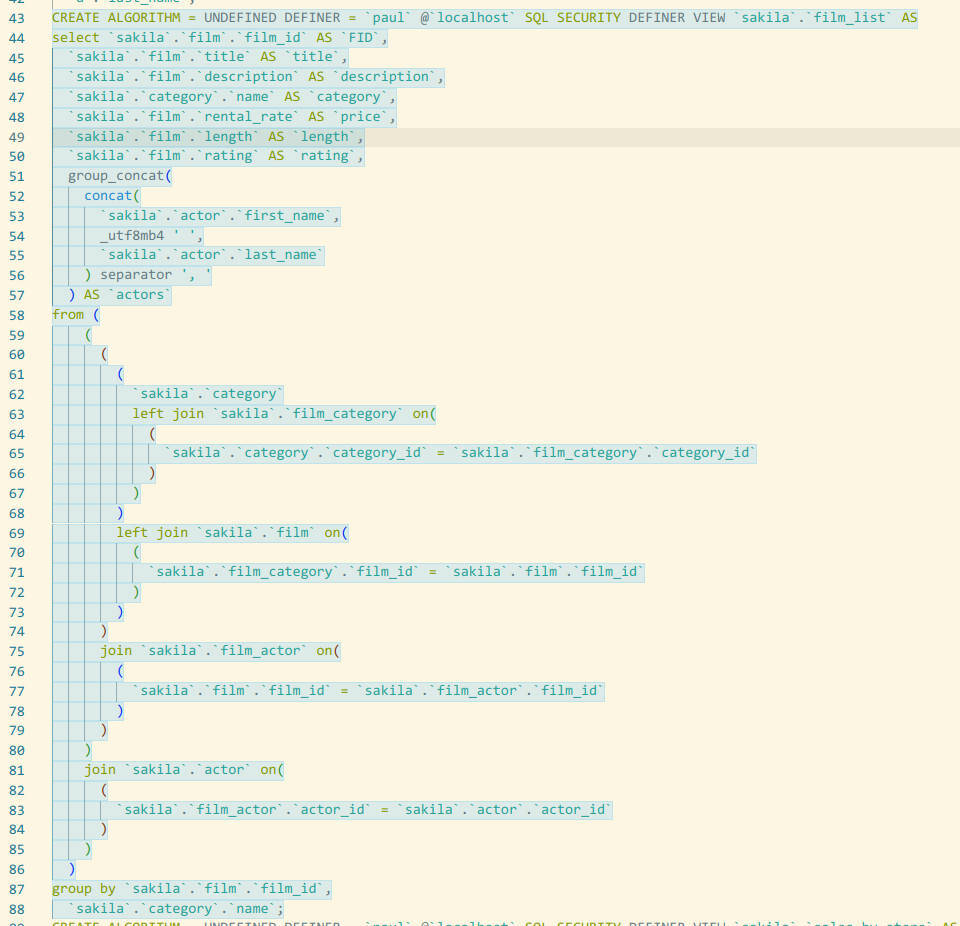 43 CREATE ALGORITHM = UNDEFINED DEFINER = `paul` @`localhost` SQL SECURITY DEFINER VIEW `sakila`.`film_list` AS
44 select `sakila`.`film`.`film_id` AS `FID`,
45 `sakila`.`film`.`title` AS `title`,
46 `sakila`.`film`.`description` AS `description`,
47 `sakila`.`category`.`name` AS `category`,
48 `sakila`.`film`.`rental_rate` AS `price`,
49 `sakila`.`film`.`length` AS `length`,
50 `sakila`.`film`.`rating` AS `rating`,
51 group_concat(
52 concat(
53 `sakila`.`actor`.`first_name`,
54 _utf8mb4 ' ',
55 `sakila`.`actor`.`last_name`
56 ) separator ', '
57 ) AS `actors`
58 from (
59 (
60 (
61 (
62 `sakila`.`category`
63 left join `sakila`.`film_category` on(
64 (
65 `sakila`.`category`.`category_id` = `sakila`.`film_category`.`category_id`
66 )
67 )
68 )
69 left join `sakila`.`film` on(
70 (
71 `sakila`.`film_category`.`film_id` = `sakila`.`film`.`film_id`
72 )
73 )
74 )
75 join `sakila`.`film_actor` on(
76 (
77 `sakila`.`film`.`film_id` = `sakila`.`film_actor`.`film_id`
78 )
79 )
80 )
81 join `sakila`.`actor` on(
82 (
83 `sakila`.`film_actor`.`actor_id` = `sakila`.`actor`.`actor_id`
84 )
85 )
86 )
87 group by `sakila`.`film`.`film_id`,
88 `sakila`.`category`.`name`;